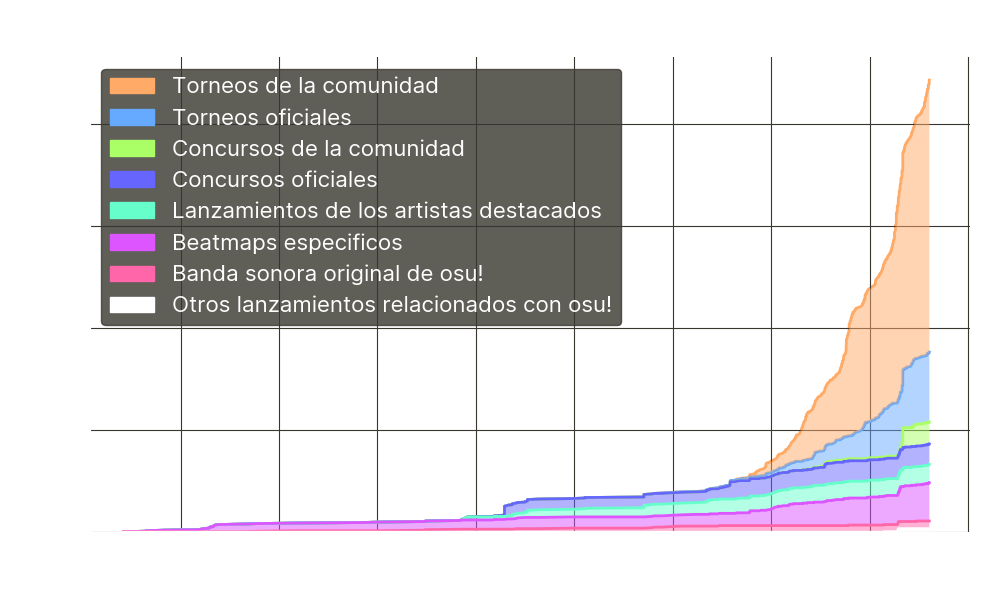 Torneos de la comunidad
Torneos oficiales
Concursos de la comunidad
Concursos oficiales
Lanzamientos de los artistas destacados
Beatmaps especificos
Banda sonora original de osu!
Otros lanzamientos relacionados con osu!